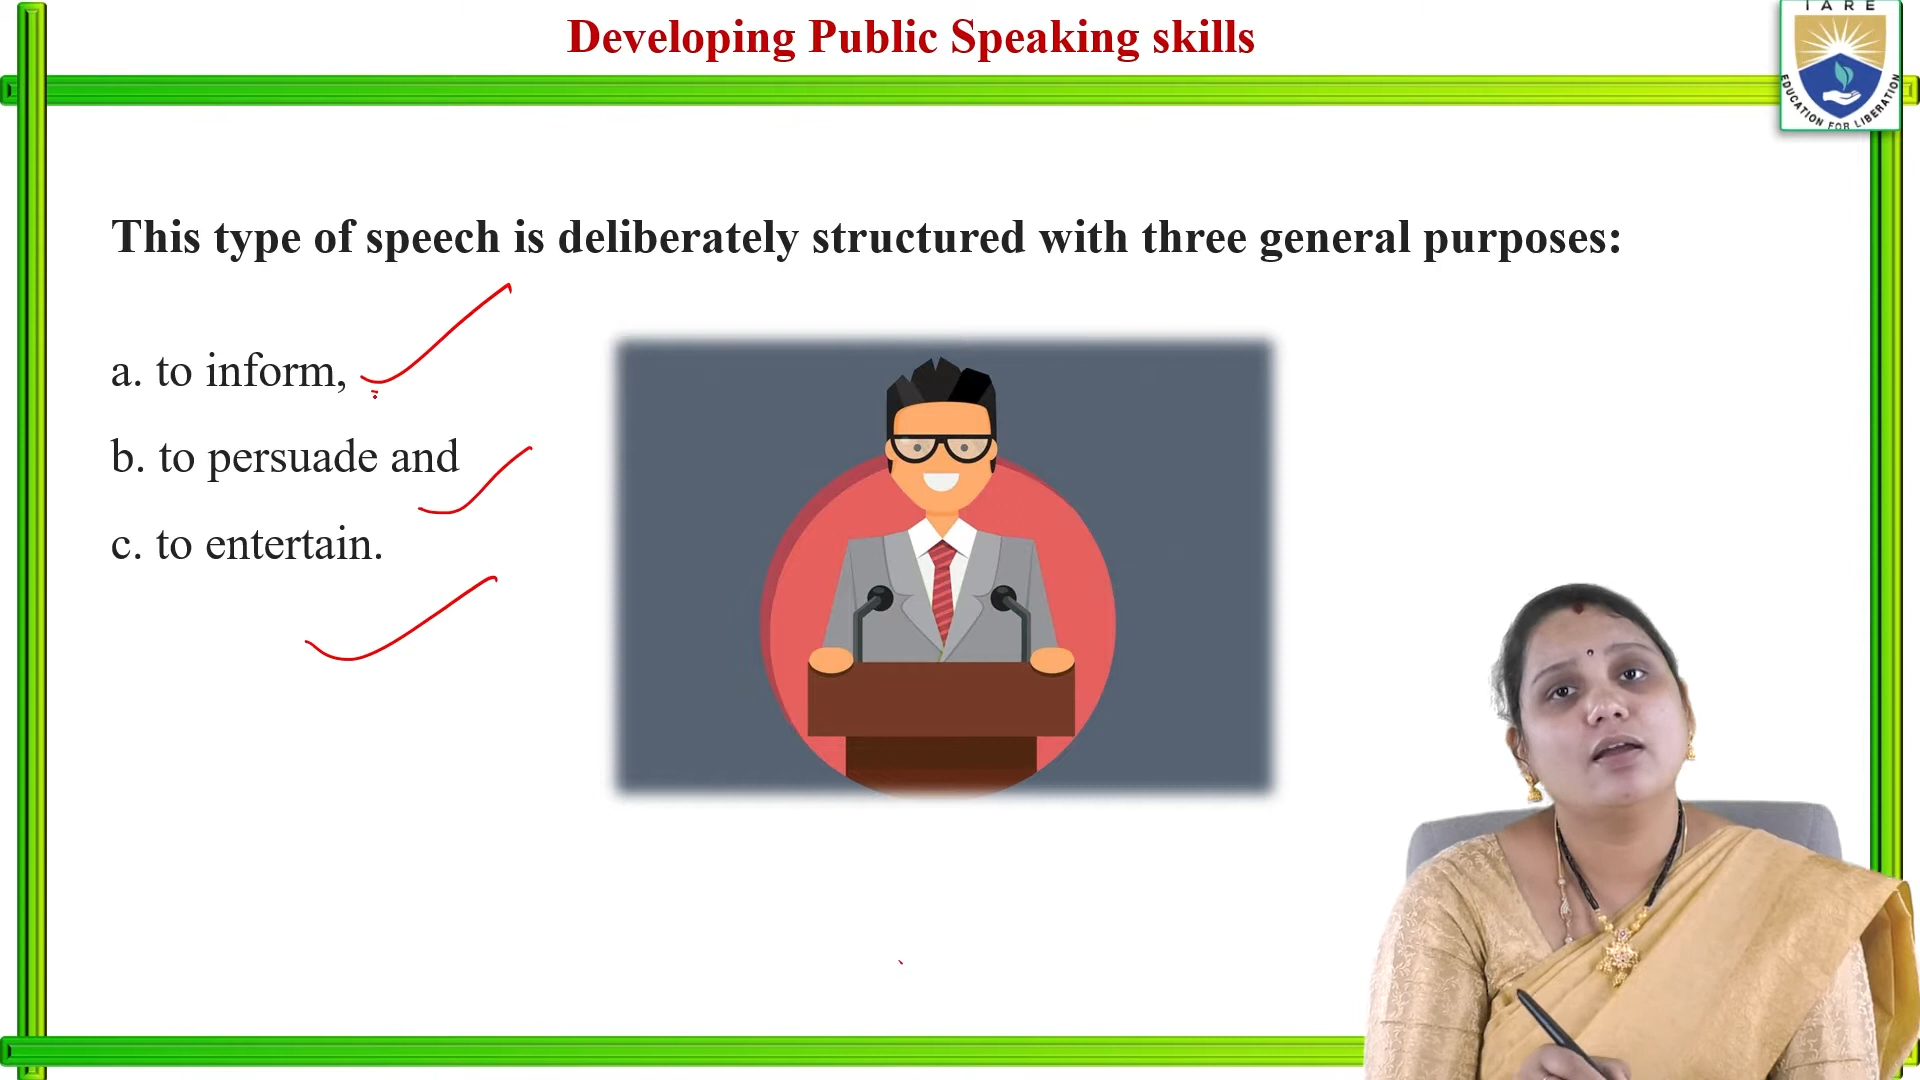 Developing Public Speaking skills
IARE
EDUCATION FOR LIBERATION
This type of speech is deliberately structured with three general purposes:
a. to inform,
b. to persuade and
c. to entertain.